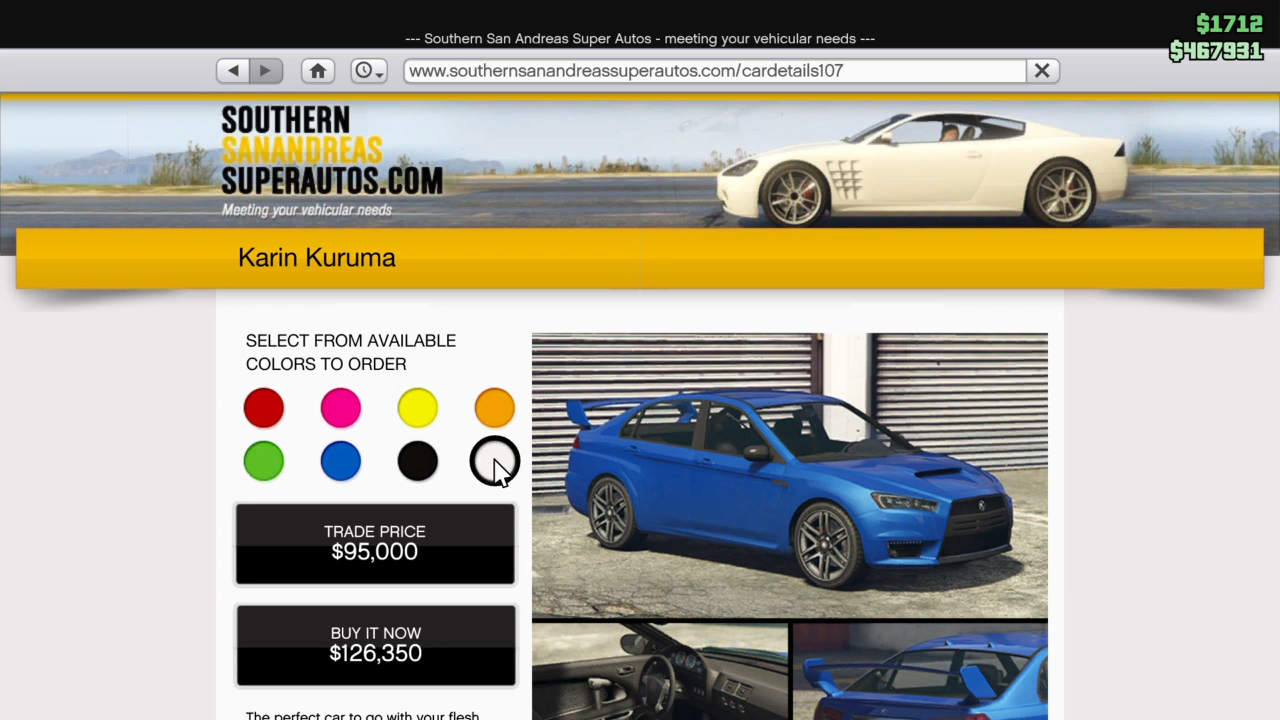 $1712
--- Southern San Andreas Super Autos - meeting your vehicular needs ---
$467931
www.southernsanandreassuperautos.com/cardetails107
SOUTHERN
SANANDREAS
SUPERAUTOS.COM
Meeting your vehicular needs
Karin Kuruma
SELECT FROM AVAILABLE
COLORS TO ORDER
TRADE PRICE
$95,000
BUY IT NOW
$126,350
The perfect car to go with your flesh